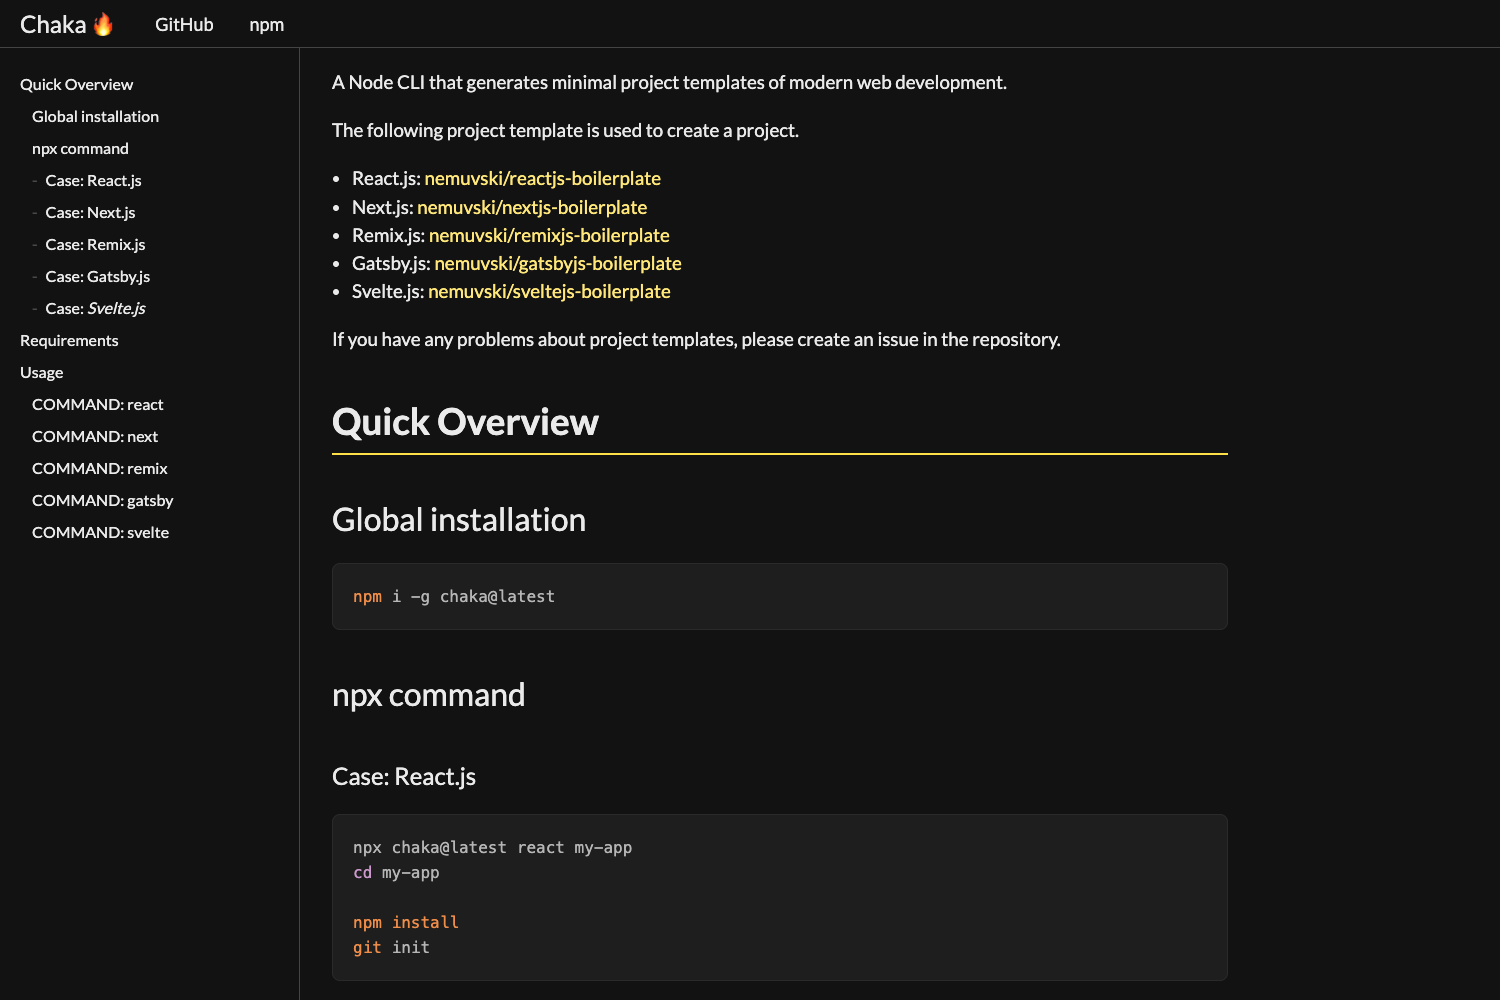 Chaka 🔥 GitHub npm
Quick Overview
Global installation
npx command
- Case: React.js
- Case: Next.js
- Case: Remix.js
- Case: Gatsby.js
- Case: Svelte.js
Requirements
Usage
COMMAND: react
COMMAND: next
COMMAND: remix
COMMAND: gatsby
COMMAND: svelte
A Node CLI that generates minimal project templates of modern web development.
The following project template is used to create a project.
• React.js: nemuvski/reactjs-boilerplate
• Next.js: nemuvski/nextjs-boilerplate
• Remix.js: nemuvski/remixjs-boilerplate
• Gatsby.js: nemuvski/gatsbyjs-boilerplate
• Svelte.js: nemuvski/sveltejs-boilerplate
If you have any problems about project templates, please create an issue in the repository.
Quick Overview
Global installation
npm i -g chaka@latest
npx command
Case: React.js
npx chaka@latest react my-app
cd my-app
npm install
git init